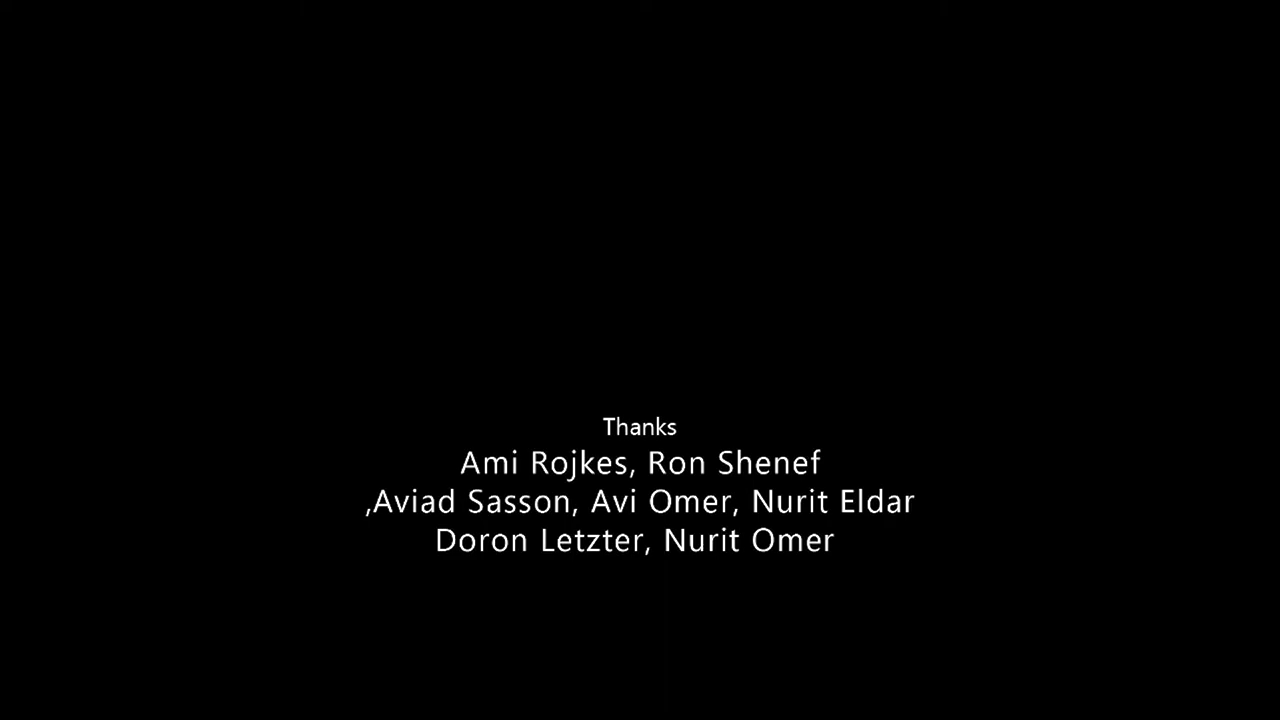 Thanks
Ami Rojkes, Ron Shenef
,Aviad Sasson, Avi Omer, Nurit Eldar
Doron Letzter, Nurit Omer